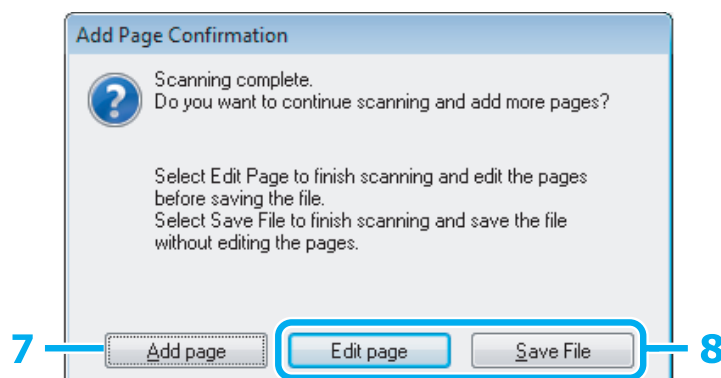 Add Page Confirmation
Scanning complete.
Do you want to continue scanning and add more pages?
Select Edit Page to finish scanning and edit the pages
before saving the file.
Select Save File to finish scanning and save the file
without editing the pages.
7 Add page Edit page Save File 8